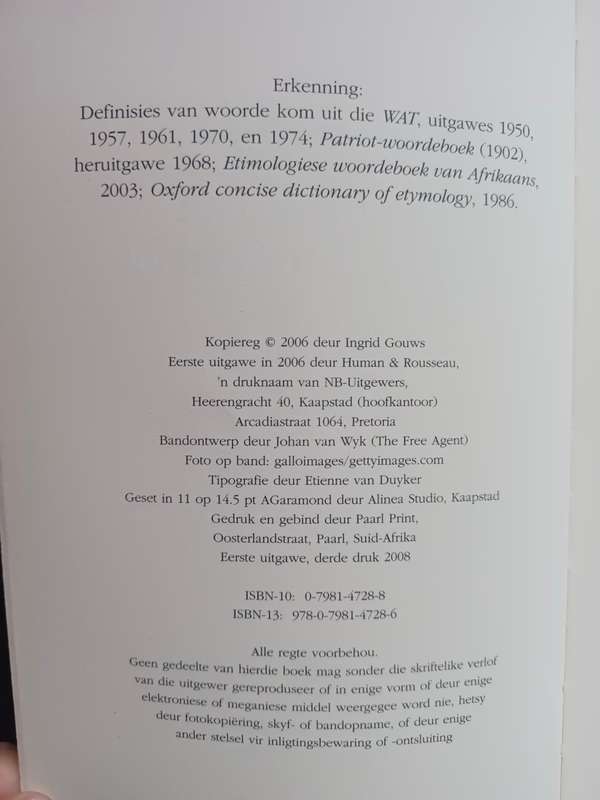 Erkenning:
Definisies van woorde kom uit die WAT, uitgawes 1950,
1957, 1961, 1970, en 1974; Patriot-woordeboek (1902),
heruitgawe 1968; Etimologiese woordeboek van Afrikaans,
2003; Oxford concise dictionary of etymology, 1986.
Kopiereg © 2006 deur Ingrid Gouws
Eerste uitgawe in 2006 deur Human & Rousseau,
'n druknaam van NB-Uitgewers,
Heerengracht 40, Kaapstad (hoofkantoor)
Arcadiastraat 1064, Pretoria
Bandontwerp deur Johan van Wyk (The Free Agent)
Foto op band: galloimages/gettyimages.com
Tipografie deur Etienne van Duyker
Geset in 11 op 14.5 pt AGaramond deur Alinea Studio, Kaapstad
Gedruk en gebind deur Paarl Print,
Oosterlandstraat, Paarl, Suid-Afrika
Eerste uitgawe, derde druk 2008
ISBN-10: 0-7981-4728-8
ISBN-13: 978-0-7981-4728-6
Alle regte voorbehou.
Geen gedeelte van hierdie boek mag sonder die skriftelike verlof
van die uitgewer gereproduseer of in enige vorm of deur enige
elektroniese of meganiese middel weergegee word nie, hetsy
deur fotokopiëring, skyf- of bandopname, of deur enige
ander stelsel vir inligtingsbewaring of -ontsluiting